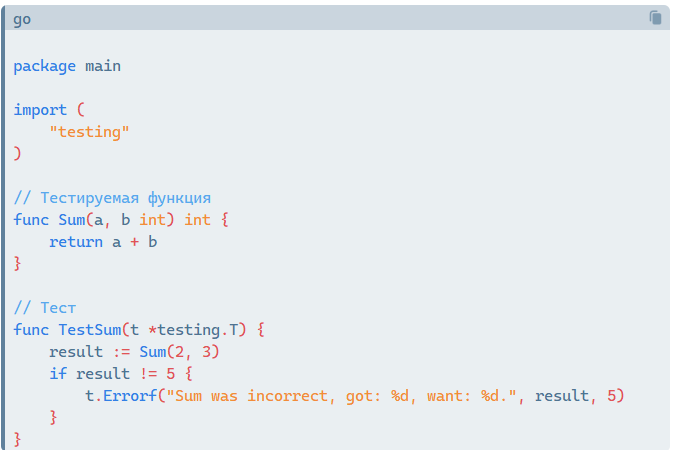 go
package main
import (
    "testing"
)
// Тестируемая функция
func Sum(a, b int) int {
    return a + b
}
// Тест
func TestSum(t *testing.T) {
    result := Sum(2, 3)
    if result != 5 {
        t.Errorf("Sum was incorrect, got: %d, want: %d.", result, 5)
    }
}